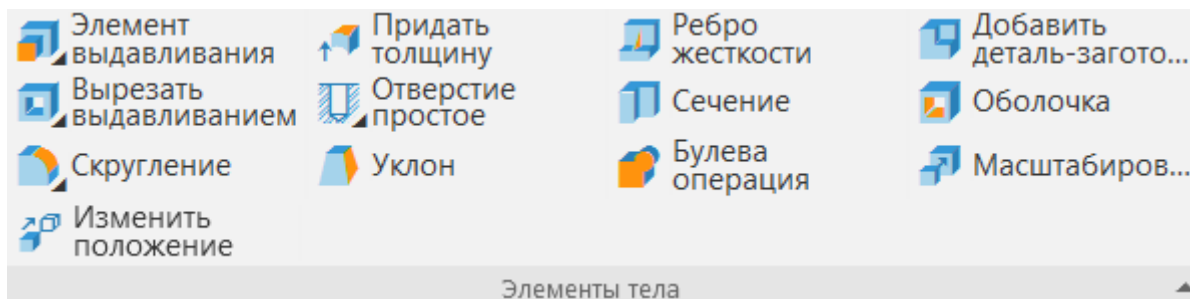 Элемент
выдавливания
Придать
толщину
Ребро
жесткости
Добавить
деталь-загото...
Вырезать
выдавливанием
Отверстие
простое
Сечение
Оболочка
Скругление
Уклон
Булева
операция
Масштабиров...
Изменить
положение
Элементы тела